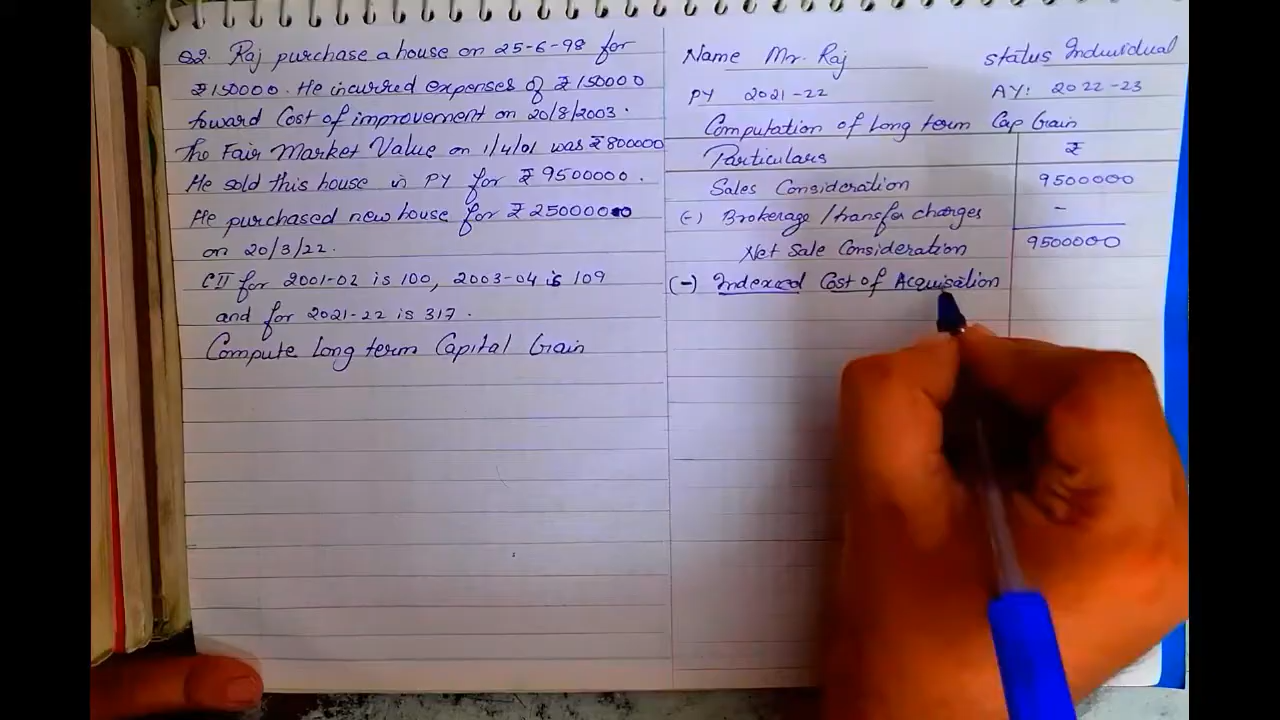 Q2. Raj purchase a house on 25-6-98 for
₹150000. He incurred expenses of ₹150000
toward Cost of improvement on 20/8/2003.
The Fair Market Value on 1/4/01 was ₹800000
He sold this house in PY for ₹9500000.
He purchased new house for ₹2500000
on 20/3/22.
CII for 2001-02 is 100, 2003-04 is 109
and for 2021-22 is 317.
Compute Long term Capital Gain
Name Mr. Raj status Individual
PY 2021-22 AY: 2022-23
Computation of Long term Cap Gain
Particulars ₹
Sales Consideration 9500000
(-) Brokerage/transfer charges -
Net Sale Consideration 9500000
(-) Indexed Cost of Acquisation